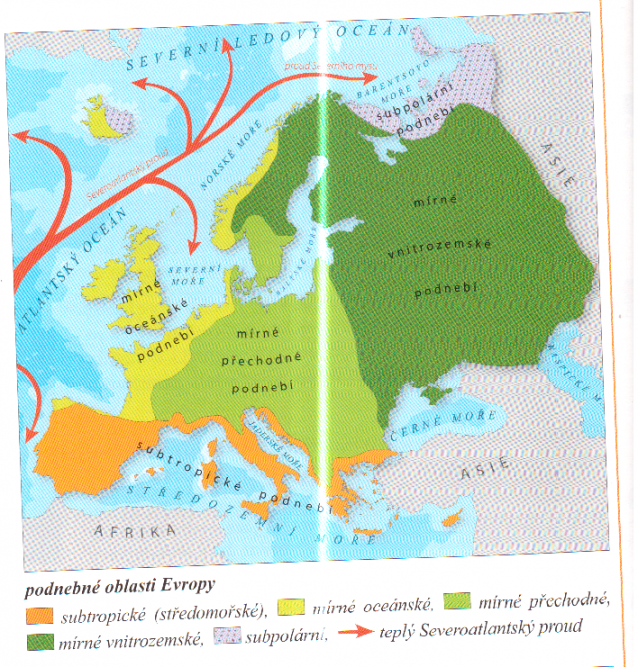 SEVERNÍ LEDOVÝ OCEÁN
proud Severního mysu
BARENTSOVO
MOŘE
subpolární
podnebí
ASIE
NORSKÉ MOŘE
Severoatlantský proud
mírné
vnitrozemské
podnebí
ATLANTSKÝ OCEÁN
SEVERNÍ
MOŘE
BALTSKÉ MOŘE
mírné
oceánské
podnebí
mírné
přechodné
podnebí
KASPICKÉ M
ČERNÉ MOŘE
JADERSKÉ MOŘE
subtropické podnebí
ASIE
STŘEDOZEMNÍ MOŘE
AFRIKA
podnebné oblasti Evropy
subtropické (středomořské), mírné oceánské, mírné přechodné,
mírné vnitrozemské, subpolární, teplý Severoatlantský proud